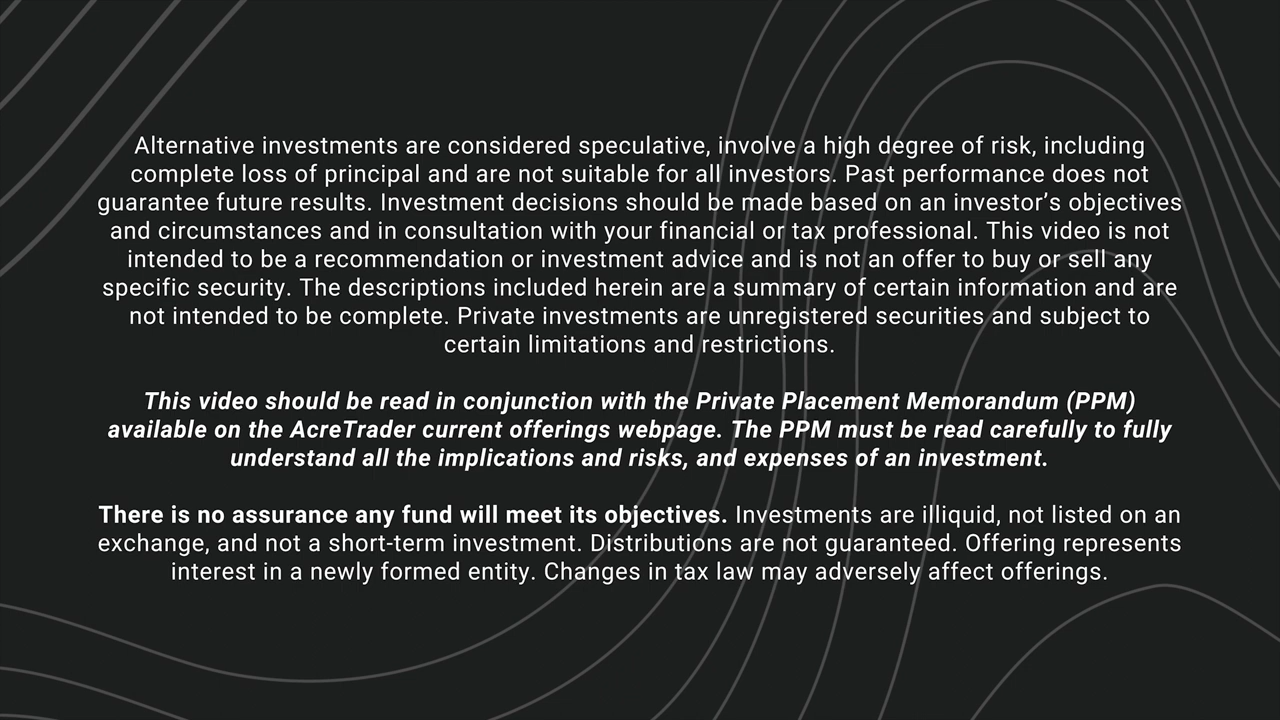 Alternative investments are considered speculative, involve a high degree of risk, including
complete loss of principal and are not suitable for all investors. Past performance does not
guarantee future results. Investment decisions should be made based on an investor’s objectives
and circumstances and in consultation with your financial or tax professional. This video is not
intended to be a recommendation or investment advice and is not an offer to buy or sell any
specific security. The descriptions included herein are a summary of certain information and are
not intended to be complete. Private investments are unregistered securities and subject to
certain limitations and restrictions.
This video should be read in conjunction with the Private Placement Memorandum (PPM)
available on the AcreTrader current offerings webpage. The PPM must be read carefully to fully
understand all the implications and risks, and expenses of an investment.
There is no assurance any fund will meet its objectives. Investments are illiquid, not listed on an
exchange, and not a short-term investment. Distributions are not guaranteed. Offering represents
interest in a newly formed entity. Changes in tax law may adversely affect offerings.